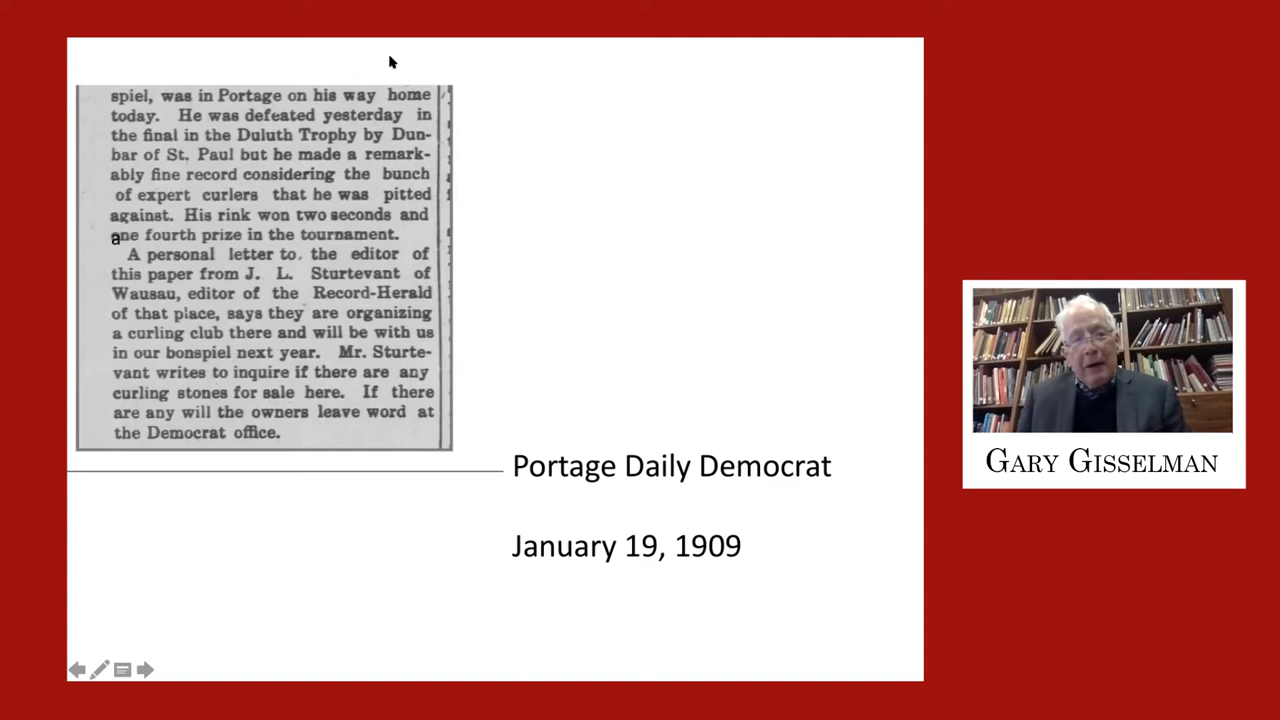 spiel, was in Portage on his way home
today. He was defeated yesterday in
the final in the Duluth Trophy by Dun-
bar of St. Paul but he made a remark-
ably fine record considering the bunch
of expert curlers that he was pitted
against. His rink won two seconds and
ane fourth prize in the tournament.
A personal letter to the editor of
this paper from J. L. Sturtevant of
Wausau, editor of the Record-Herald
of that place, says they are organizing
a curling club there and will be with us
in our bonspiel next year. Mr. Sturte-
vant writes to inquire if there are any
curling stones for sale here. If there
are any will the owners leave word at
the Democrat office.
Portage Daily Democrat
January 19, 1909
GARY GISSELMAN